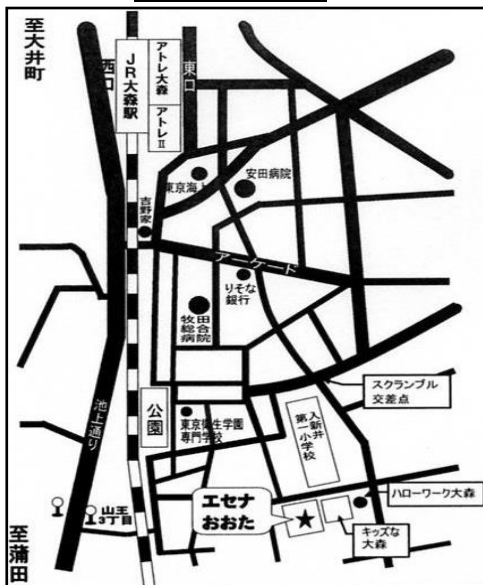 至大井町
西口
JR大森駅
アトレ大森
アトレⅡ
東口
東京海上
安田病院
吉野家
アーケード
りそな
銀行
牧田
総合
病院
スクランブル
交差点
池上通り
公園
東京衛生学園
専門学校
入新井
第一小学校
エセナ
おおた
ハローワーク大森
キッズな
大森
山王
3丁目
至蒲田